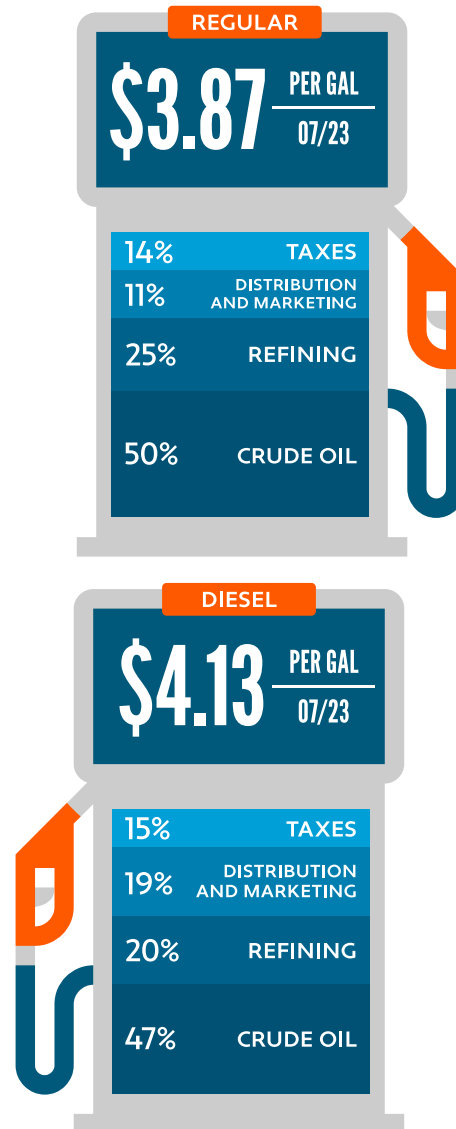 REGULAR
$3.87 PER GAL
07/23
14% TAXES
11% DISTRIBUTION
AND MARKETING
25% REFINING
50% CRUDE OIL
DIESEL
$4.13 PER GAL
07/23
15% TAXES
19% DISTRIBUTION
AND MARKETING
20% REFINING
47% CRUDE OIL